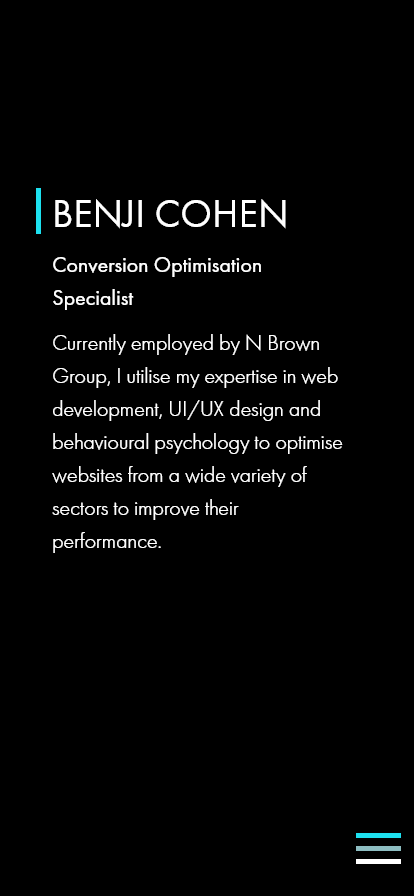 BENJI COHEN
Conversion Optimisation
Specialist
Currently employed by N Brown
Group, I utilise my expertise in web
development, UI/UX design and
behavioural psychology to optimise
websites from a wide variety of
sectors to improve their
performance.